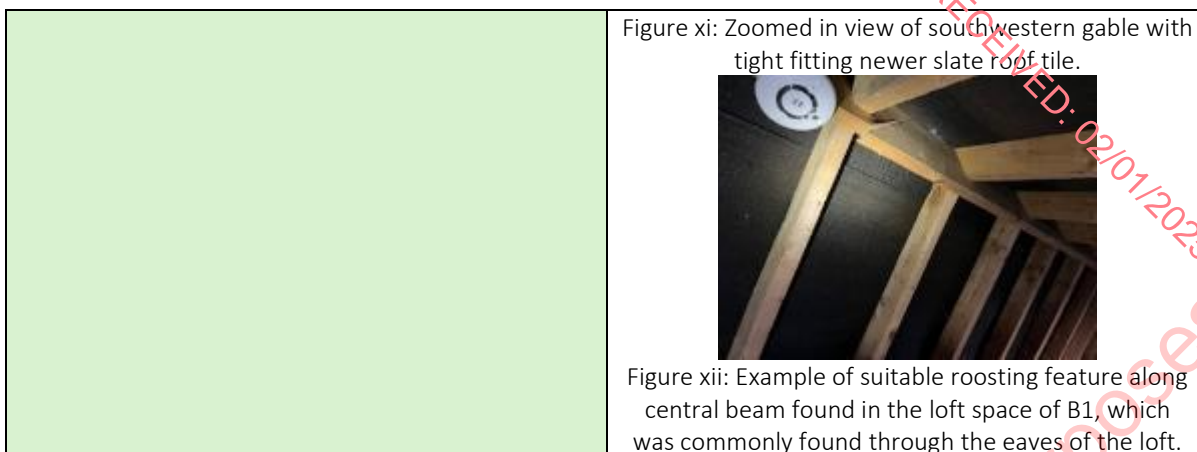 Figure xi: Zoomed in view of southwestern gable with
tight fitting newer slate roof tile.
RECEIVED: 02/01/2025
Figure xii: Example of suitable roosting feature along
central beam found in the loft space of B1, which
was commonly found through the eaves of the loft.